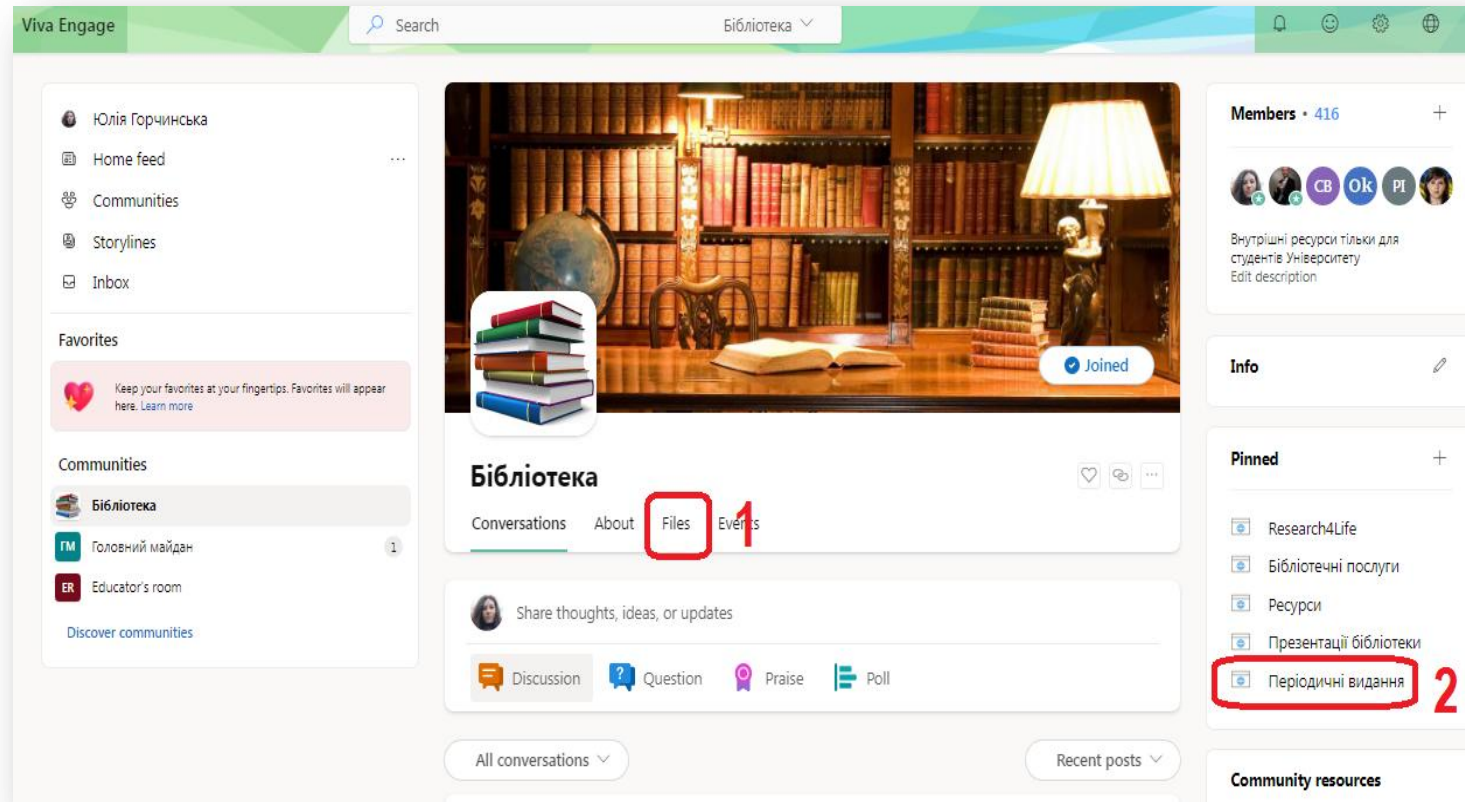 Viva Engage
Search
Бібліотека
Юлія Горчинська
Home feed
Communities
Storylines
Inbox
Favorites
Keep your favorites at your fingertips. Favorites will appear
here. Learn more
Communities
Бібліотека
ГМ Головний майдан 1
ER Educator's room
Discover communities
Joined
Бібліотека
Conversations About Files Events
1
Share thoughts, ideas, or updates
Discussion Question Praise Poll
All conversations
Recent posts
Members • 416
СВ Ok PI
Внутрішні ресурси тільки для
студентів Університету
Edit description
Info
Pinned
Research4Life
Бібліотечні послуги
Ресурси
Презентації бібліотеки
Періодичні видання
2
Community resources